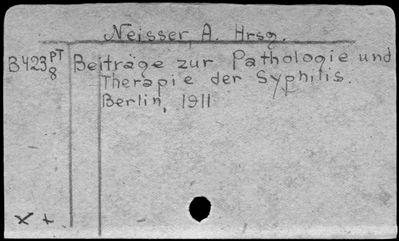 Neisser, A. Hrsg.
B423 PT 8 Beiträge zur Pathologie und
Therapie der Syphilis.
Berlin, 1911
x +